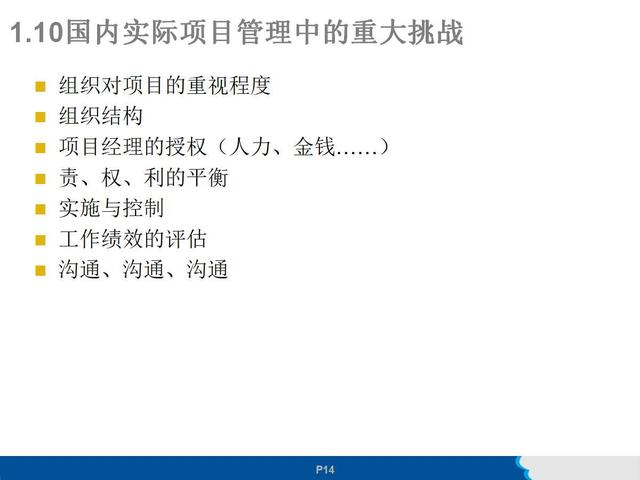 1.10国内实际项目管理中的重大挑战
组织对项目的重视程度
组织结构
项目经理的授权（人力、金钱……）
责、权、利的平衡
实施与控制
工作绩效的评估
沟通、沟通、沟通
P14